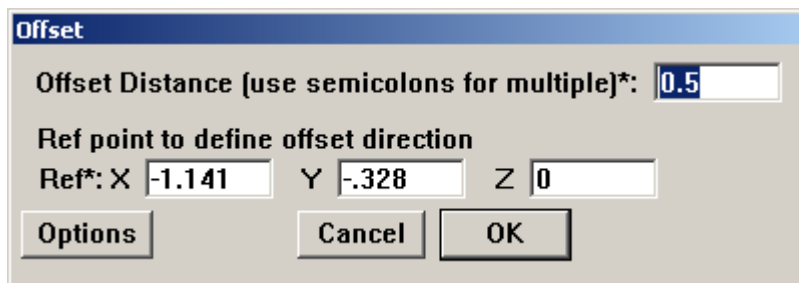 Offset
Offset Distance (use semicolons for multiple)*: 0.5
Ref point to define offset direction
Ref*: X -1.141 Y -.328 Z 0
Options Cancel OK